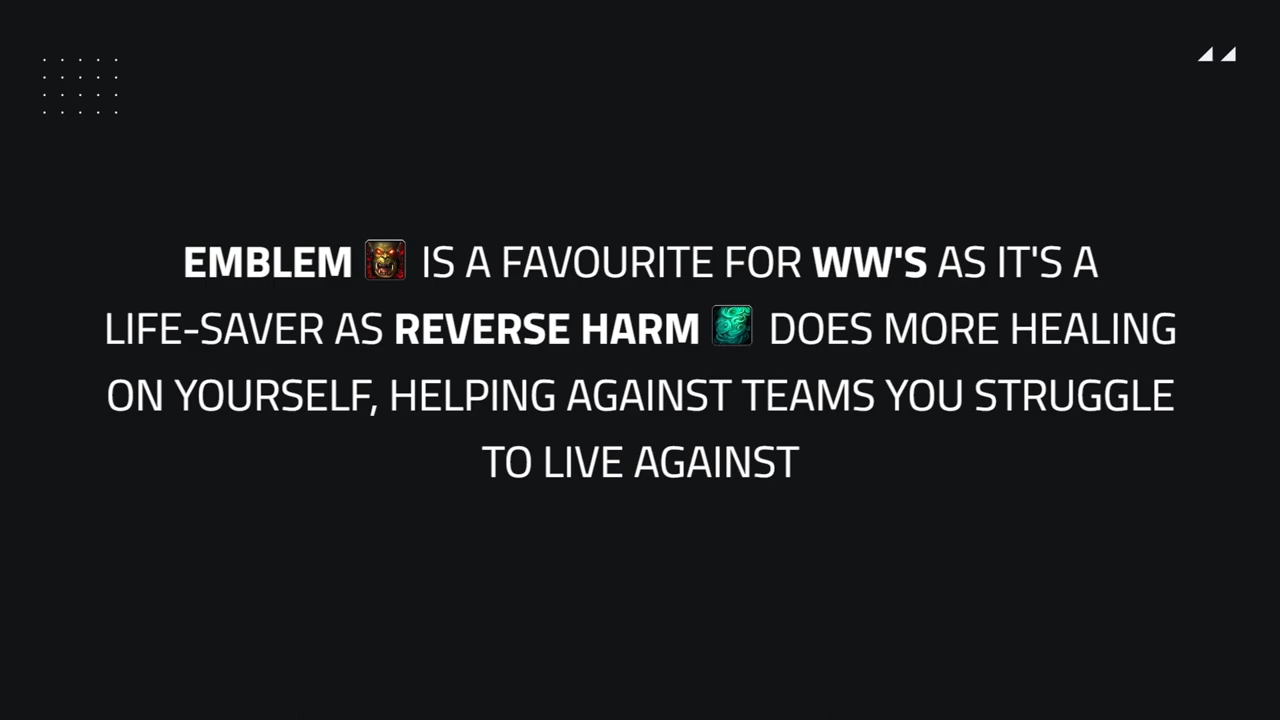 EMBLEM IS A FAVOURITE FOR WW'S AS IT'S A
LIFE-SAVER AS REVERSE HARM DOES MORE HEALING
ON YOURSELF, HELPING AGAINST TEAMS YOU STRUGGLE
TO LIVE AGAINST